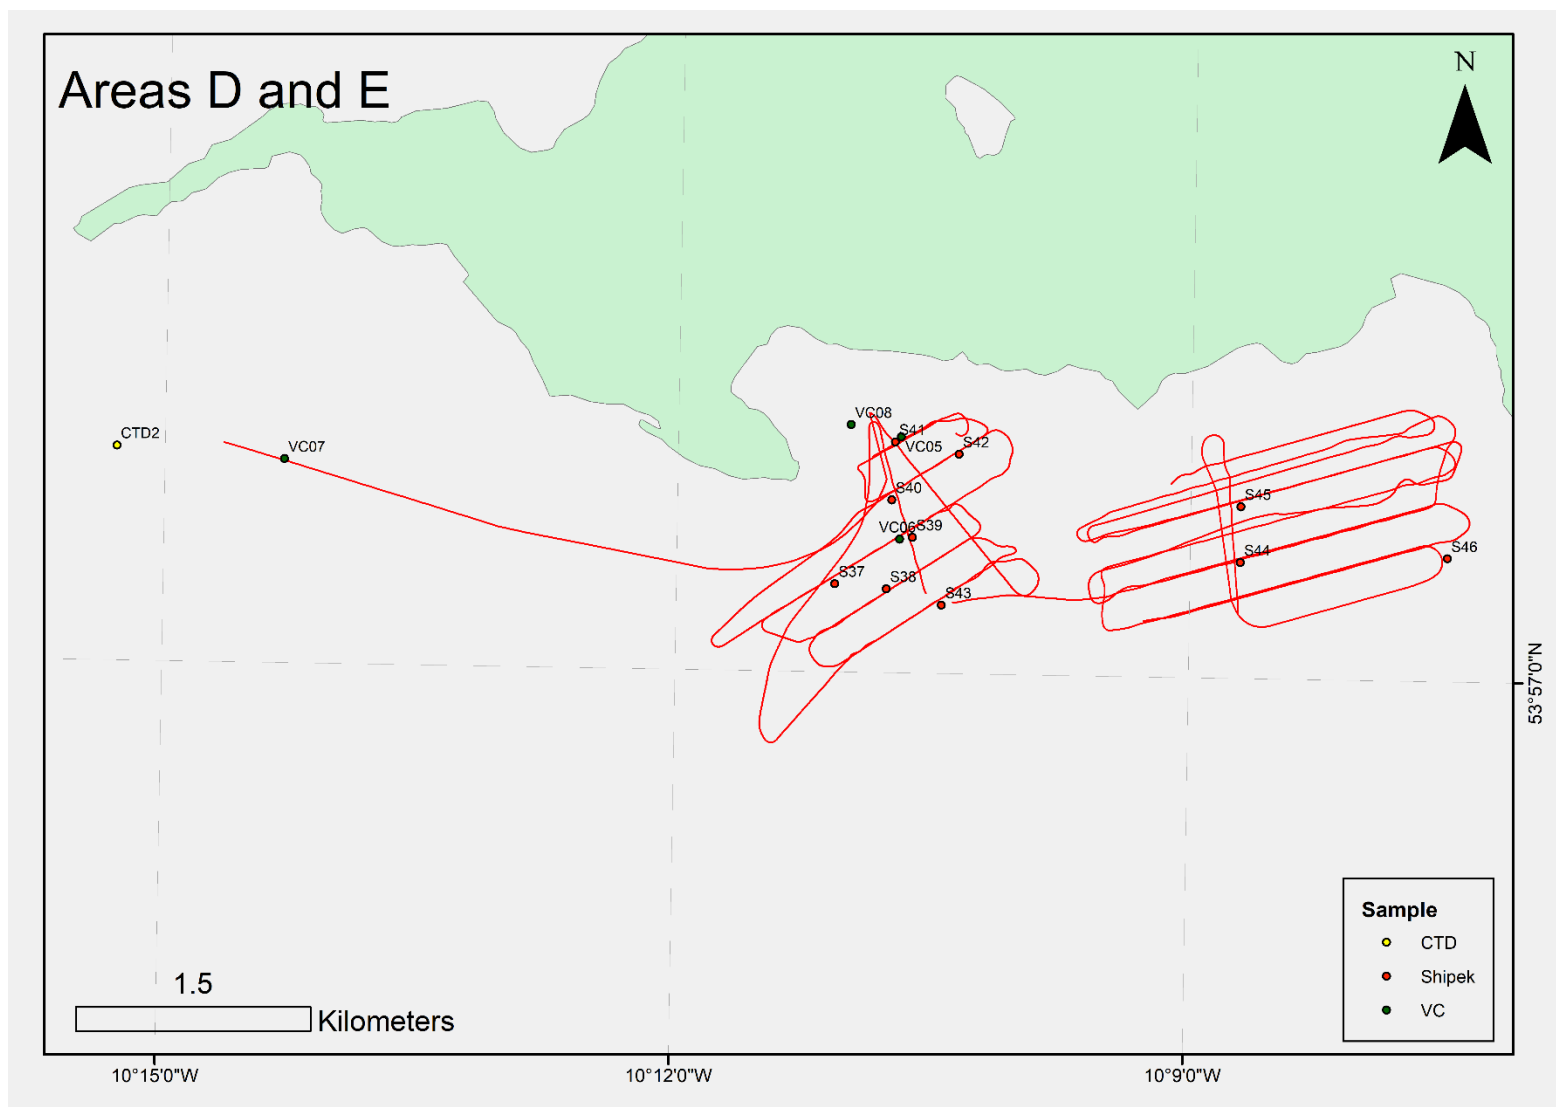 Areas D and E
N
CTD2
VC07
VC08
S41
VC05
S42
S40
VC06
S39
S37
S38
S43
S45
S44
S46
53°57'0"N
Sample
CTD
Shipek
VC
1.5
Kilometers
10°15'0"W
10°12'0"W
10°9'0"W